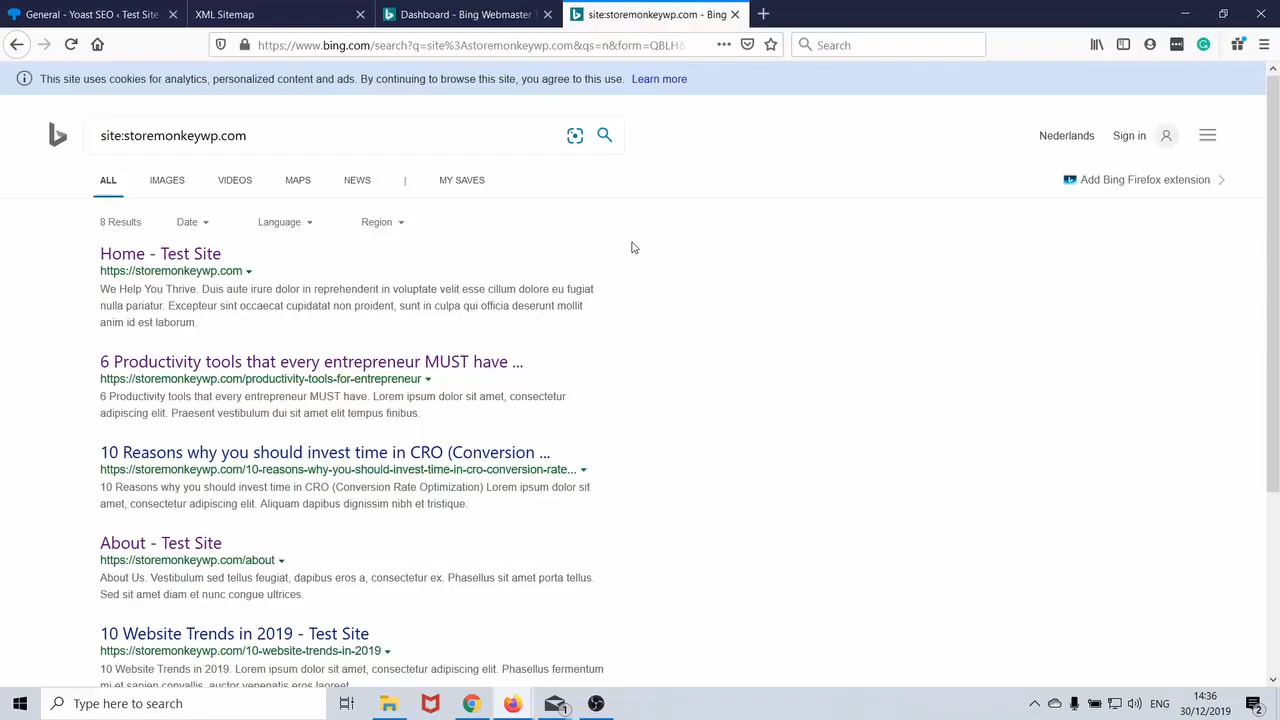 General - Yoast SEO ‹ Test Site
XML Sitemap
Dashboard - Bing Webmaster T
site:storemonkeywp.com - Bing
https://www.bing.com/search?q=site%3Astoremonkeywp.com&qs=n&form=QBLH&
Search
This site uses cookies for analytics, personalized content and ads. By continuing to browse this site, you agree to this use. Learn more
site:storemonkeywp.com
Nederlands
Sign in
ALL
IMAGES
VIDEOS
MAPS
NEWS
|
MY SAVES
Add Bing Firefox extension
8 Results
Date
Language
Region
Home - Test Site
https://storemonkeywp.com
We Help You Thrive. Duis aute irure dolor in reprehenderit in voluptate velit esse cillum dolore eu fugiat
nulla pariatur. Excepteur sint occaecat cupidatat non proident, sunt in culpa qui officia deserunt mollit
anim id est laborum.
6 Productivity tools that every entrepreneur MUST have ...
https://storemonkeywp.com/productivity-tools-for-entrepreneur
6 Productivity tools that every entrepreneur MUST have. Lorem ipsum dolor sit amet, consectetur
adipiscing elit. Praesent vestibulum dui sit amet elit tempus finibus.
10 Reasons why you should invest time in CRO (Conversion ...
https://storemonkeywp.com/10-reasons-why-you-should-invest-time-in-cro-conversion-rate...
10 Reasons why you should invest time in CRO (Conversion Rate Optimization) Lorem ipsum dolor sit
amet, consectetur adipiscing elit. Aliquam dapibus dignissim nibh et tristique.
About - Test Site
https://storemonkeywp.com/about
About Us. Vestibulum sed tellus feugiat, dapibus eros a, consectetur ex. Phasellus sit amet porta tellus.
Sed sit amet diam et nunc congue ultrices.
10 Website Trends in 2019 - Test Site
https://storemonkeywp.com/10-website-trends-in-2019
10 Website Trends in 2019. Lorem ipsum dolor sit amet, consectetur adipiscing elit. Phasellus fermentum
mi et sapien convallis, auctor venenatis eros laoreet.
Type here to search
1
ENG
14:36
30/12/2019
2